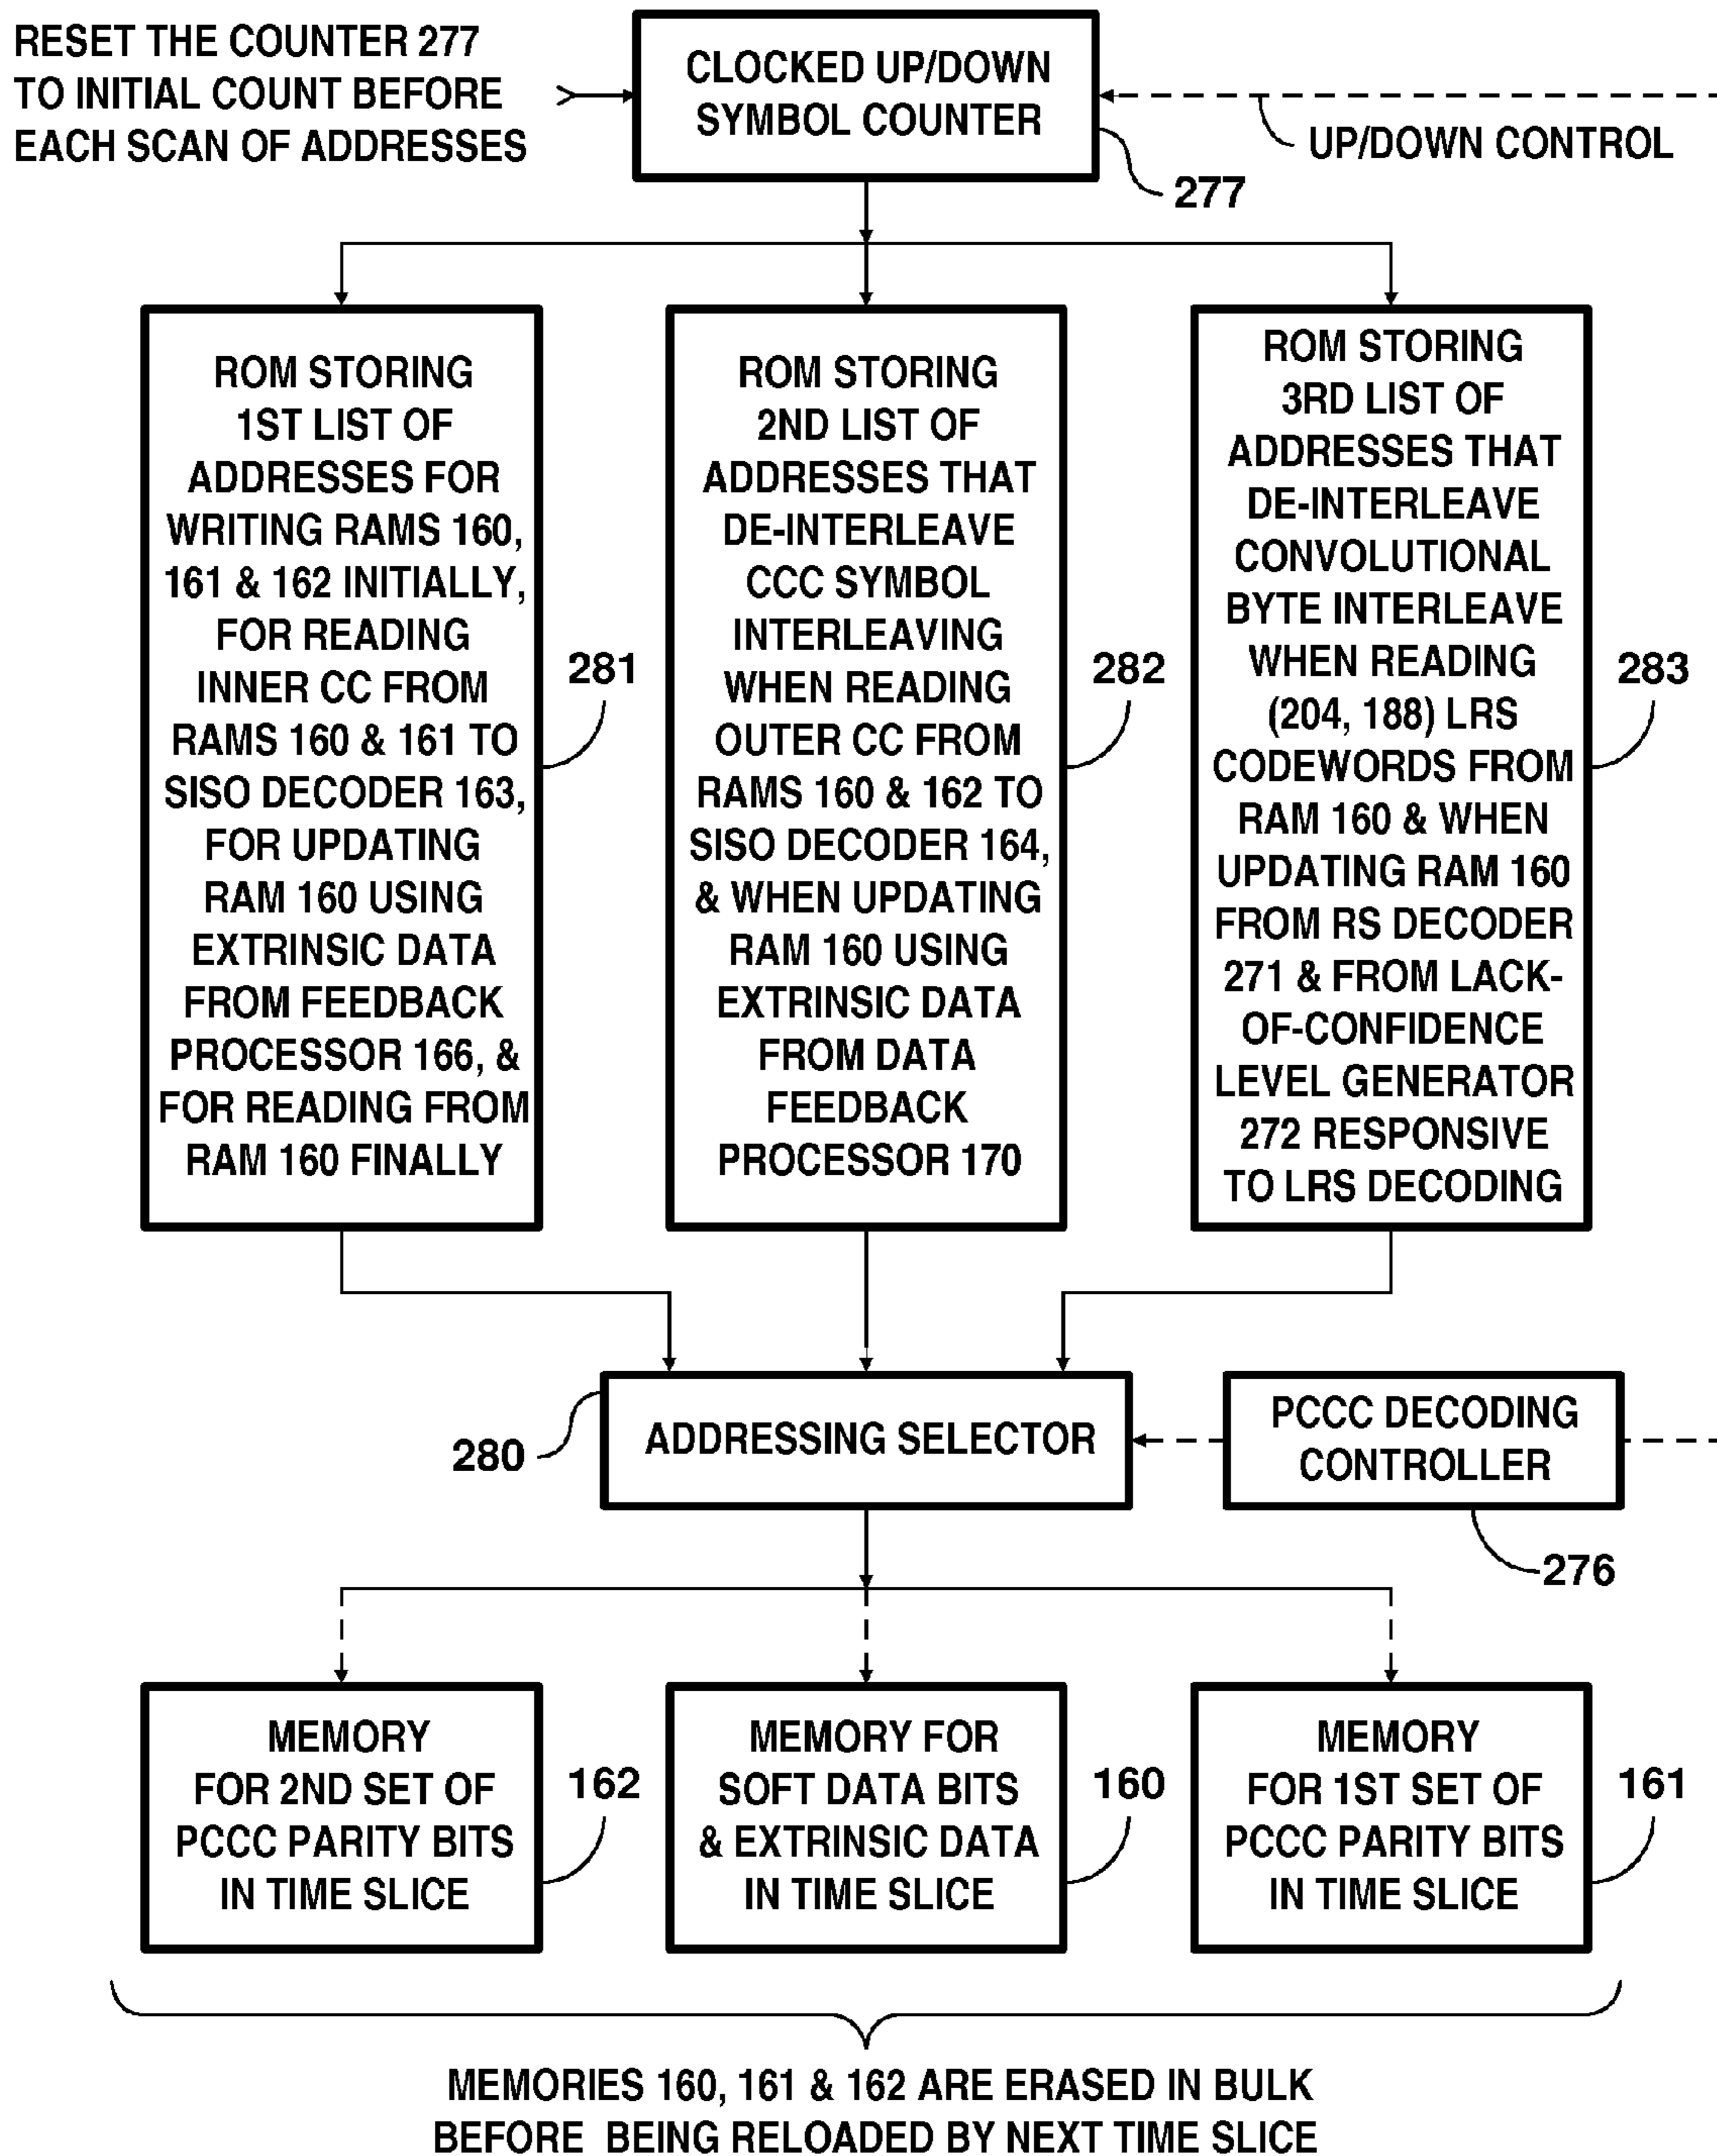 RESET THE COUNTER 277
TO INITIAL COUNT BEFORE
EACH SCAN OF ADDRESSES
CLOCKED UP/DOWN
SYMBOL COUNTER
UP/DOWN CONTROL
277
ROM STORING
1ST LIST OF
ADDRESSES FOR
WRITING RAMS 160,
161 & 162 INITIALLY,
FOR READING
INNER CC FROM
RAMS 160 & 161 TO
SISO DECODER 163,
FOR UPDATING
RAM 160 USING
EXTRINSIC DATA
FROM FEEDBACK
PROCESSOR 166, &
FOR READING FROM
RAM 160 FINALLY
281
ROM STORING
2ND LIST OF
ADDRESSES THAT
DE-INTERLEAVE
CCC SYMBOL
INTERLEAVING
WHEN READING
OUTER CC FROM
RAMS 160 & 162 TO
SISO DECODER 164,
& WHEN UPDATING
RAM 160 USING
EXTRINSIC DATA
FROM DATA
FEEDBACK
PROCESSOR 170
282
ROM STORING
3RD LIST OF
ADDRESSES THAT
DE-INTERLEAVE
CONVOLUTIONAL
BYTE INTERLEAVE
WHEN READING
(204, 188) LRS
CODEWORDS FROM
RAM 160 & WHEN
UPDATING RAM 160
FROM RS DECODER
271 & FROM LACK-
OF-CONFIDENCE
LEVEL GENERATOR
272 RESPONSIVE
TO LRS DECODING
283
280
ADDRESSING SELECTOR
PCCC DECODING
CONTROLLER
276
MEMORY
FOR 2ND SET OF
PCCC PARITY BITS
IN TIME SLICE
162
MEMORY FOR
SOFT DATA BITS
& EXTRINSIC DATA
IN TIME SLICE
160
MEMORY
FOR 1ST SET OF
PCCC PARITY BITS
IN TIME SLICE
161
MEMORIES 160, 161 & 162 ARE ERASED IN BULK
BEFORE BEING RELOADED BY NEXT TIME SLICE